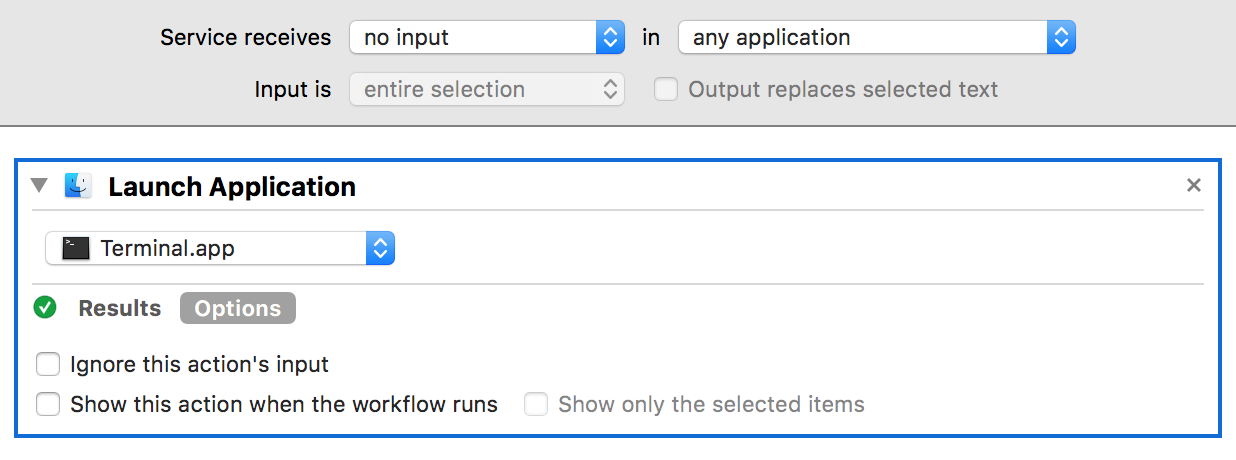 Service receives no input in any application
Input is entire selection Output replaces selected text
Launch Application
Terminal.app
Results Options
Ignore this action's input
Show this action when the workflow runs Show only the selected items